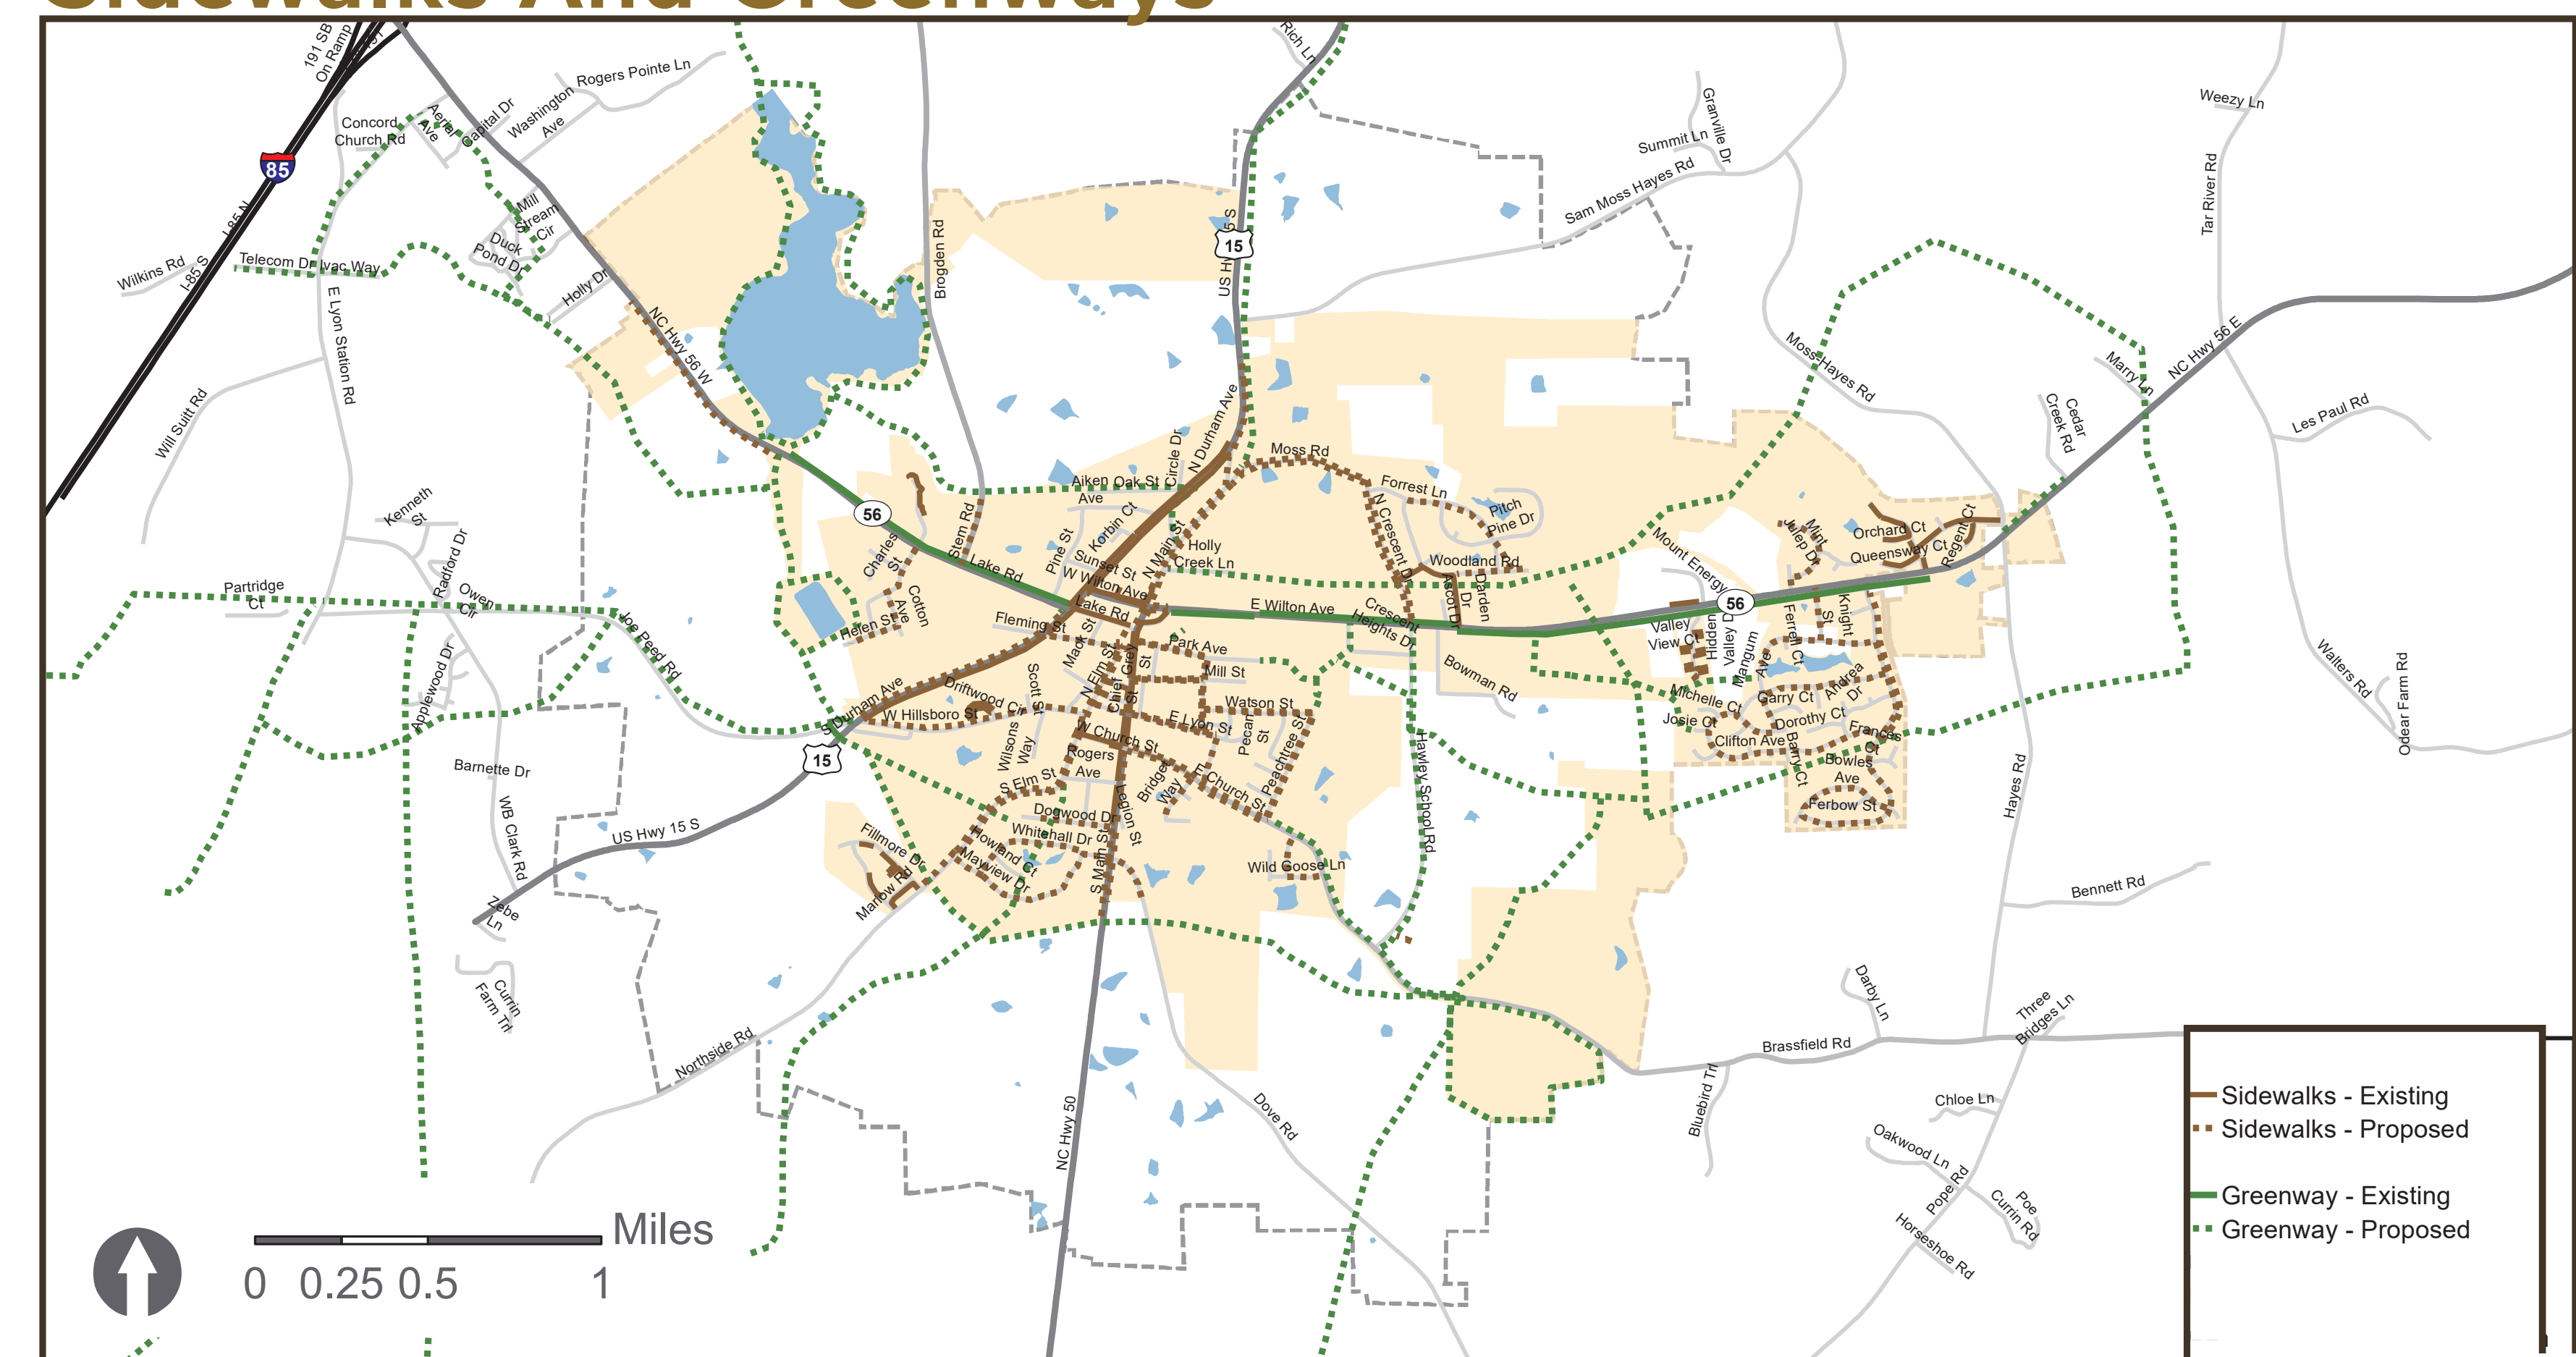 Sidewalks And Greenways
191 SB
On Ramp
Rich Ln
Rogers Pointe Ln
Weezy Ln
Concord
Church Rd
Aerial
Ave
Capital Dr
Washington
Ave
Granville Dr
Summit Ln
85
Sam Moss Hayes Rd
Tar River Rd
I-85 N
Mill
Stream
Cir
Duck
Pond Dr
Brogden Rd
15
Wilkins Rd
I-85 S
Telecom Dr
Ivac Way
Holly Dr
E Lyon Station Rd
NC Hwy 56 W
NC Hwy 56 E
Moss-Hayes Rd
Marry Ln
Will Suitt Rd
N Durham Ave
Cedar
Creek Rd
Les Paul Rd
Circle Dr
Moss Rd
Aiken
Ave
Oak St
Forrest Ln
Pitch
Pine Dr
Kenneth
St
56
Stem Rd
Korbin Ct
N Main St
N Crescent Dr
Mint
Julep Dr
Orchard Ct
Queensway Ct
Regent Ct
Charles
St
Pine St
Sunset St
Holly
Creek Ln
Woodland Rd
Mount Energy
Radford Dr
Lake Rd
W Wilton Ave
Partridge
Ct
Owen
Cir
Cotton
Ave
Lake Rd
E Wilton Ave
Ascot Dr
Darden
Dr
56
Joe Peed Rd
Helen St
Fleming St
Mack St
Crescent
Heights Dr
Valley
View Ct
Hidden
Valley D
Mangum
Ave
Ferrell Ct
Knight
St
Applewood Dr
Park Ave
Mill St
N Elm St
Chief Grey
St
St
Bowman Rd
Walters Rd
Odear Farm Rd
S Durham Ave
Driftwood Cir
Scott St
Watson St
Michelle Ct
Garry Ct
Andrea
Dr
W Hillsboro St
E Lyon St
Pecan
St
Josie Ct
Dorothy Ct
Frances
Ct
Wilsons
Way
W Church St
Peachtree St
Clifton Ave
Barry Ct
Bowles
Ave
15
Rogers
Ave
Barnette Dr
S Elm St
Bridget
Way
E Church St
Hawley School Rd
Hayes Rd
Ferbow St
WB Clark Rd
Dogwood Dr
Legion St
US Hwy 15 S
Fillmore Dr
Whitehall Dr
Howland Ct
Mayview Dr
S Main St
Wild Goose Ln
Marlow Rd
Bennett Rd
Zebe
Ln
Currin
Farm Trl
Darby Ln
Three
Bridges Ln
Northside Rd
Brassfield Rd
Bluebird Trl
NC Hwy 50
Dove Rd
Chloe Ln
Oakwood Ln
Pope Rd
Poe
Currin Rd
Horseshoe Rd
Sidewalks - Existing
Sidewalks - Proposed
Greenway - Existing
Greenway - Proposed
Miles
0 0.25 0.5 1